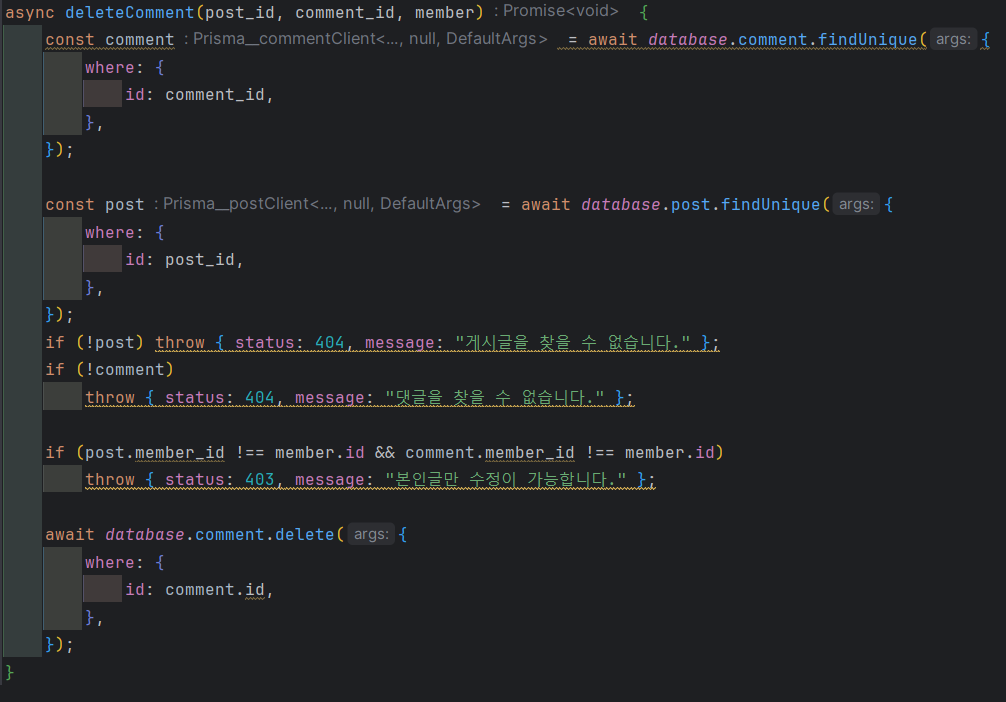 async deleteComment(post_id, comment_id, member) : Promise<void> {
const comment : Prisma__commentClient<..., null, DefaultArgs> = await database.comment.findUnique( args: {
where: {
id: comment_id,
},
});
const post : Prisma__postClient<..., null, DefaultArgs> = await database.post.findUnique( args: {
where: {
id: post_id,
},
});
if (!post) throw { status: 404, message: "게시글을 찾을 수 없습니다." };
if (!comment)
throw { status: 404, message: "댓글을 찾을 수 없습니다." };
if (post.member_id !== member.id && comment.member_id !== member.id)
throw { status: 403, message: "본인글만 수정이 가능합니다." };
await database.comment.delete( args: {
where: {
id: comment.id,
},
});
}